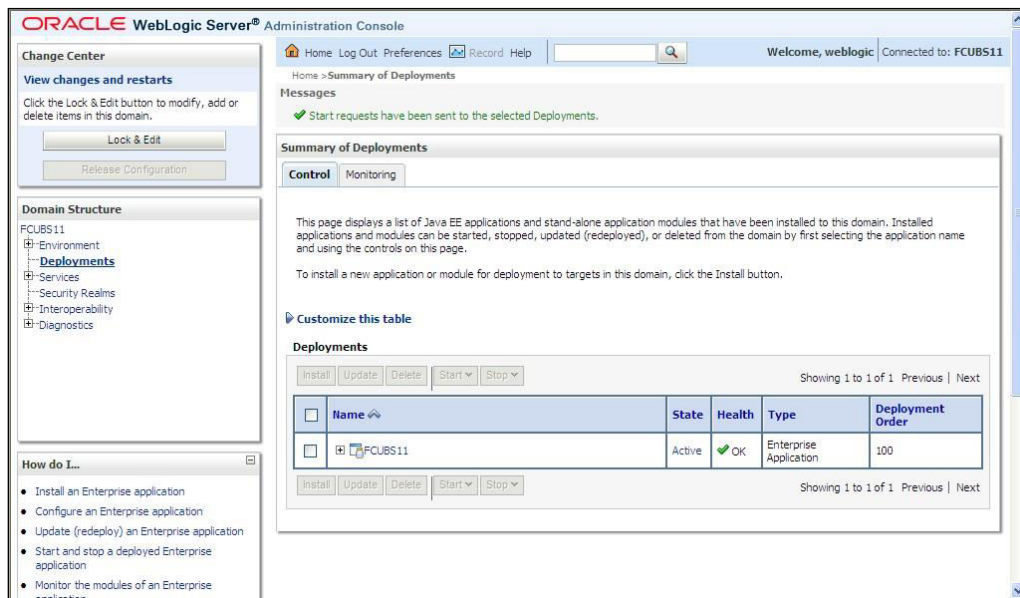 ORACLE WebLogic Server® Administration Console
Change Center
View changes and restarts
Click the Lock & Edit button to modify, add or
delete items in this domain.
Lock & Edit
Release Configuration
Domain Structure
FCUBS11
Environment
Deployments
Services
Security Realms
Interoperability
Diagnostics
How do I...
Install an Enterprise application
Configure an Enterprise application
Update (redeploy) an Enterprise application
Start and stop a deployed Enterprise
application
Monitor the modules of an Enterprise
application
Home Log Out Preferences Record Help
Welcome, weblogic Connected to: FCUBS11
Home >Summary of Deployments
Messages
Start requests have been sent to the selected Deployments.
Summary of Deployments
Control Monitoring
This page displays a list of Java EE applications and stand-alone application modules that have been installed to this domain. Installed
applications and modules can be started, stopped, updated (redeployed), or deleted from the domain by first selecting the application name
and using the controls on this page.
To install a new application or module for deployment to targets in this domain, click the Install button.
Customize this table
Deployments
Install Update Delete Start Stop Showing 1 to 1 of 1 Previous | Next
Name State Health Type Deployment
Order
FCUBS11 Active OK Enterprise
Application 100
Install Update Delete Start Stop Showing 1 to 1 of 1 Previous | Next